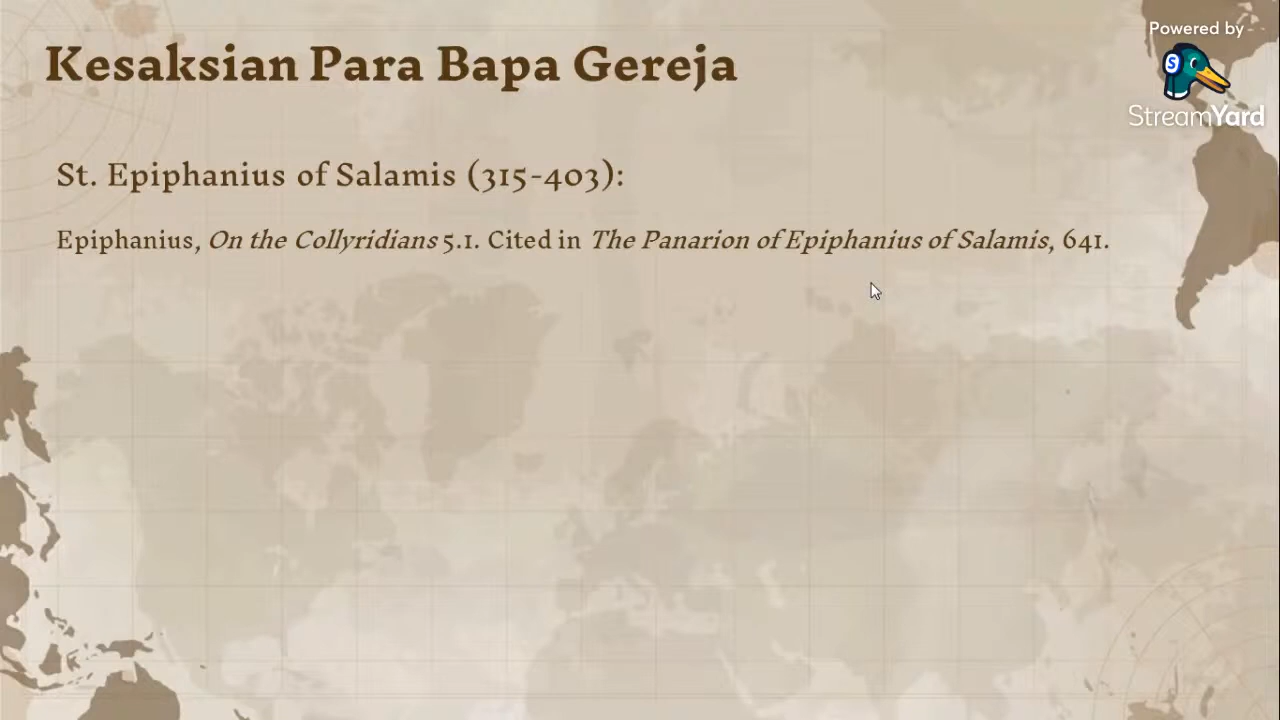 Kesaksian Para Bapa Gereja
Powered by
StreamYard
St. Epiphanius of Salamis (315-403):
Epiphanius, On the Collyridians 5.1. Cited in The Panarion of Epiphanius of Salamis, 641.